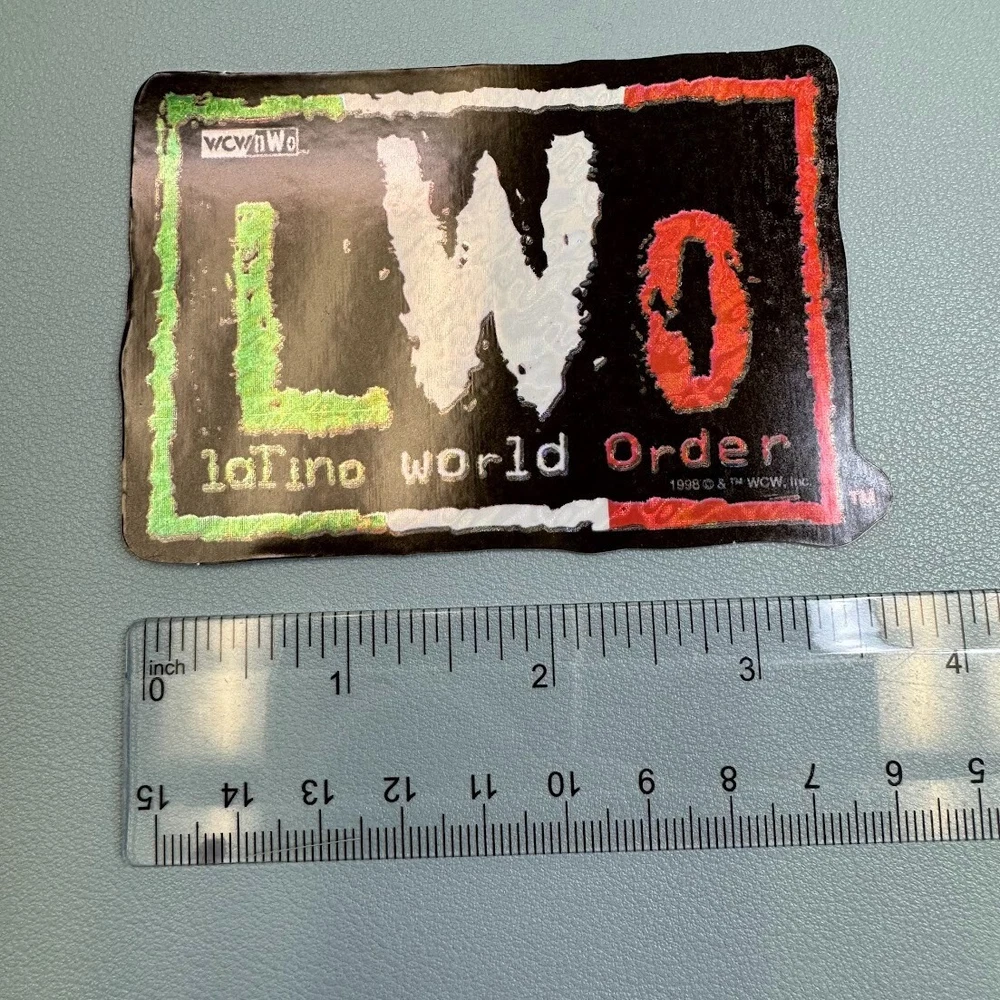 WCW/nWo
LWo
laTino world Order
1998 © & ™ WCW, Inc.
TM
inch
0 1 2 3 4
15 14 13 12 11 10 9 8 7 6 5